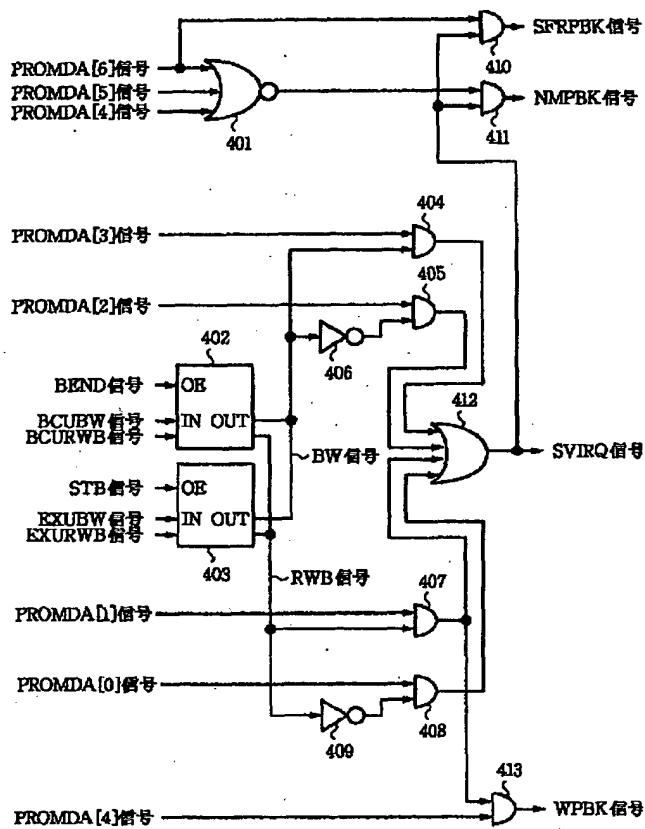 SFRPBK信号
410
PROMDA[6]信号
PROMDA[5]信号
PROMDA[4]信号
401
NMPBK信号
411
404
PROMDA[3]信号
405
PROMDA[2]信号
406
402
BEND信号
OE
BCUBW信号
IN OUT
BCURWB信号
412
BW信号
SVIRQ信号
STB信号
OE
EXUBW信号
IN OUT
EXURWB信号
403
RWB信号
407
PROMDA[1]信号
PROMDA[0]信号
408
409
413
WPBK信号
PROMDA[4]信号